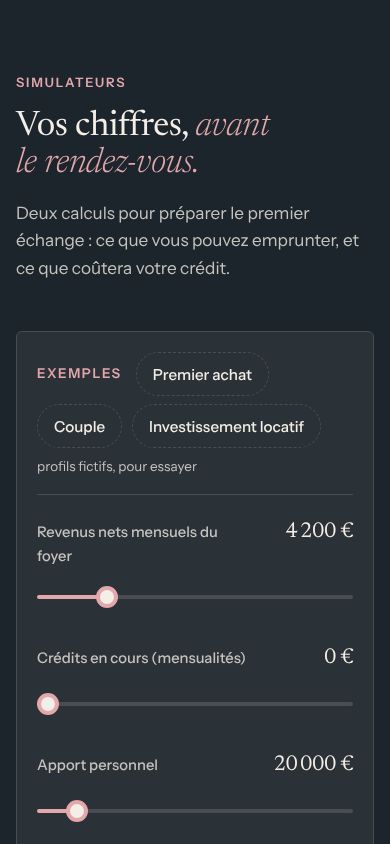 SIMULATEURS
Vos chiffres, avant
le rendez-vous.
Deux calculs pour préparer le premier
échange : ce que vous pouvez emprunter, et
ce que coûtera votre crédit.
EXEMPLES Premier achat
Couple Investissement locatif
profils fictifs, pour essayer
Revenus nets mensuels du foyer 4 200 €
Crédits en cours (mensualités) 0 €
Apport personnel 20 000 €